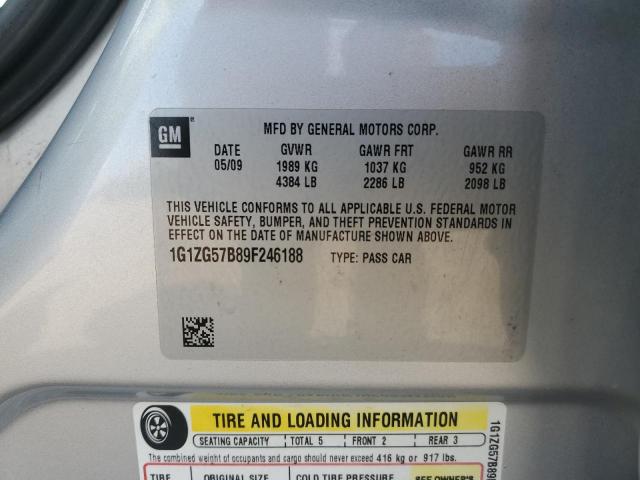 GM
MFD BY GENERAL MOTORS CORP.
DATE GVWR GAWR FRT GAWR RR
05/09 1989 KG 1037 KG 952 KG
4384 LB 2286 LB 2098 LB
THIS VEHICLE CONFORMS TO ALL APPLICABLE U.S. FEDERAL MOTOR
VEHICLE SAFETY, BUMPER, AND THEFT PREVENTION STANDARDS IN
EFFECT ON THE DATE OF MANUFACTURE SHOWN ABOVE.
1G1ZG57B89F246188 TYPE: PASS CAR
TIRE AND LOADING INFORMATION
SEATING CAPACITY TOTAL 5 FRONT 2 REAR 3
The combined weight of occupants and cargo should never exceed 416 kg or 917 lbs.
TIRE ORIGINAL SIZE COLD TIRE PRESSURE SEE OWNER'S
1G1ZG57B89